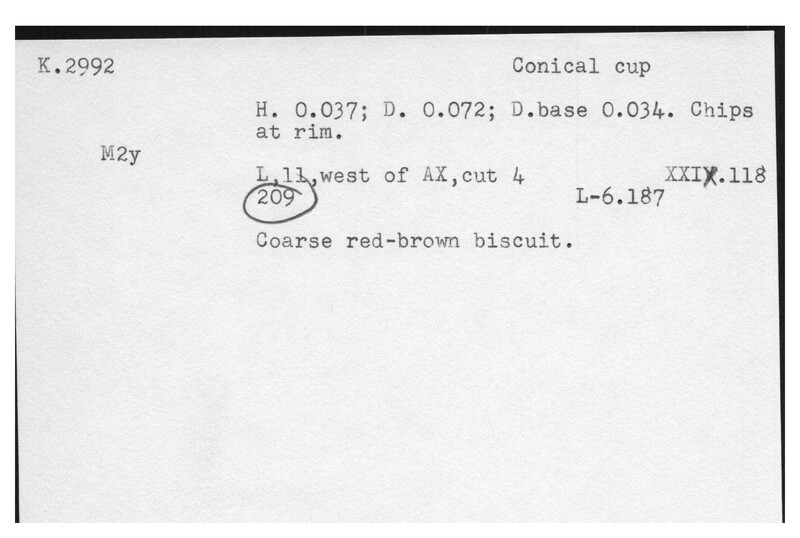 K.2992 Conical cup
H. 0.037; D. 0.072; D.base 0.034. Chips
at rim.
M2y
L,11,west of AX,cut 4 .118
209 L-6.187
Coarse red-brown biscuit.